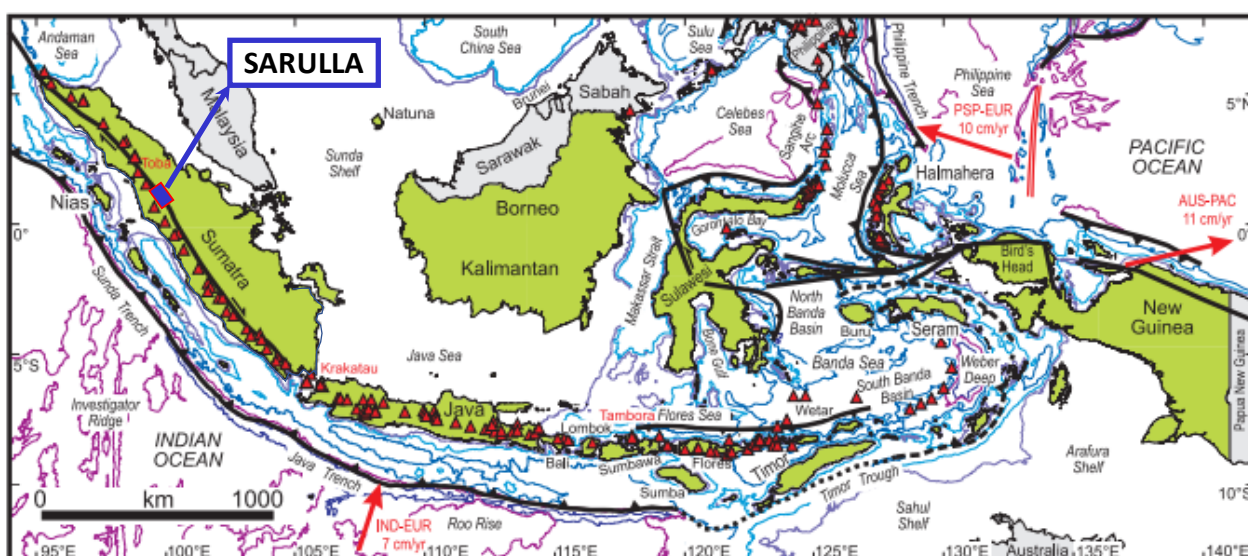 Andaman
Sea
SARULLA
South
China Sea
Sulu
Sea
Philippines
Philippine Trench
Philippine
Sea
PSP-EUR
10 cm/yr
5°N
Malaysia
Natuna
Brunei
Sabah
Celebes
Sea
Sangihe
Arc
Molucca
Sea
PACIFIC
OCEAN
Toba
Sunda
Shelf
Sarawak
Halmahera
AUS-PAC
11 cm/yr
Nias
0°
Borneo
Gorontalo Bay
0°
Sumatra
Kalimantan
Makassar Strait
Sulawesi
Bird's
Head
Sunda Trench
North
Banda
Basin
Buru
Seram
New
Guinea
Papua New Guinea
5°S
Java Sea
Bone Gulf
Banda Sea
Weber
Deep
Krakatau
South Banda
Basin
Investigator
Ridge
Java
Tambora
Flores Sea
Wetar
Lombok
INDIAN
OCEAN
Bali
Sumbawa
Flores
Timor
Arafura
Shelf
Java Trench
Sumba
Timor Trough
0
1000
km
10°S
IND-EUR
7 cm/yr
Roo Rise
Sahul
Shelf
95°E
100°E
105°E
110°E
115°E
120°E
125°E
130°E
135°E
Australia
140°E